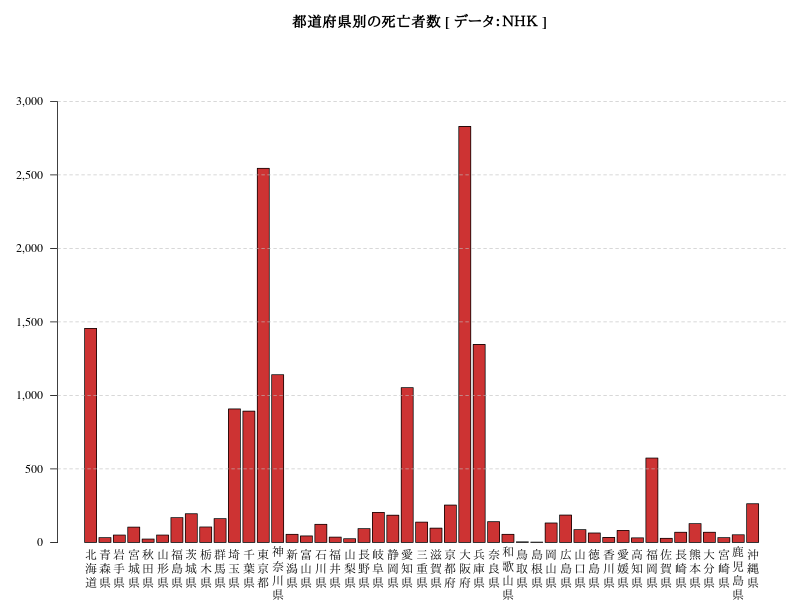 都道府県別の死亡者数 [ データ：NHK ]
3,000
2,500
2,000
1,500
1,000
500
0
北海道
青森県
岩手県
宮城県
秋田県
山形県
福島県
茨城県
栃木県
群馬県
埼玉県
千葉県
東京都
神奈川県
新潟県
富山県
石川県
福井県
山梨県
長野県
岐阜県
静岡県
愛知県
三重県
滋賀県
京都府
大阪府
兵庫県
奈良県
和歌山県
鳥取県
島根県
岡山県
広島県
山口県
徳島県
香川県
愛媛県
高知県
福岡県
佐賀県
長崎県
熊本県
大分県
宮崎県
鹿児島県
沖縄県